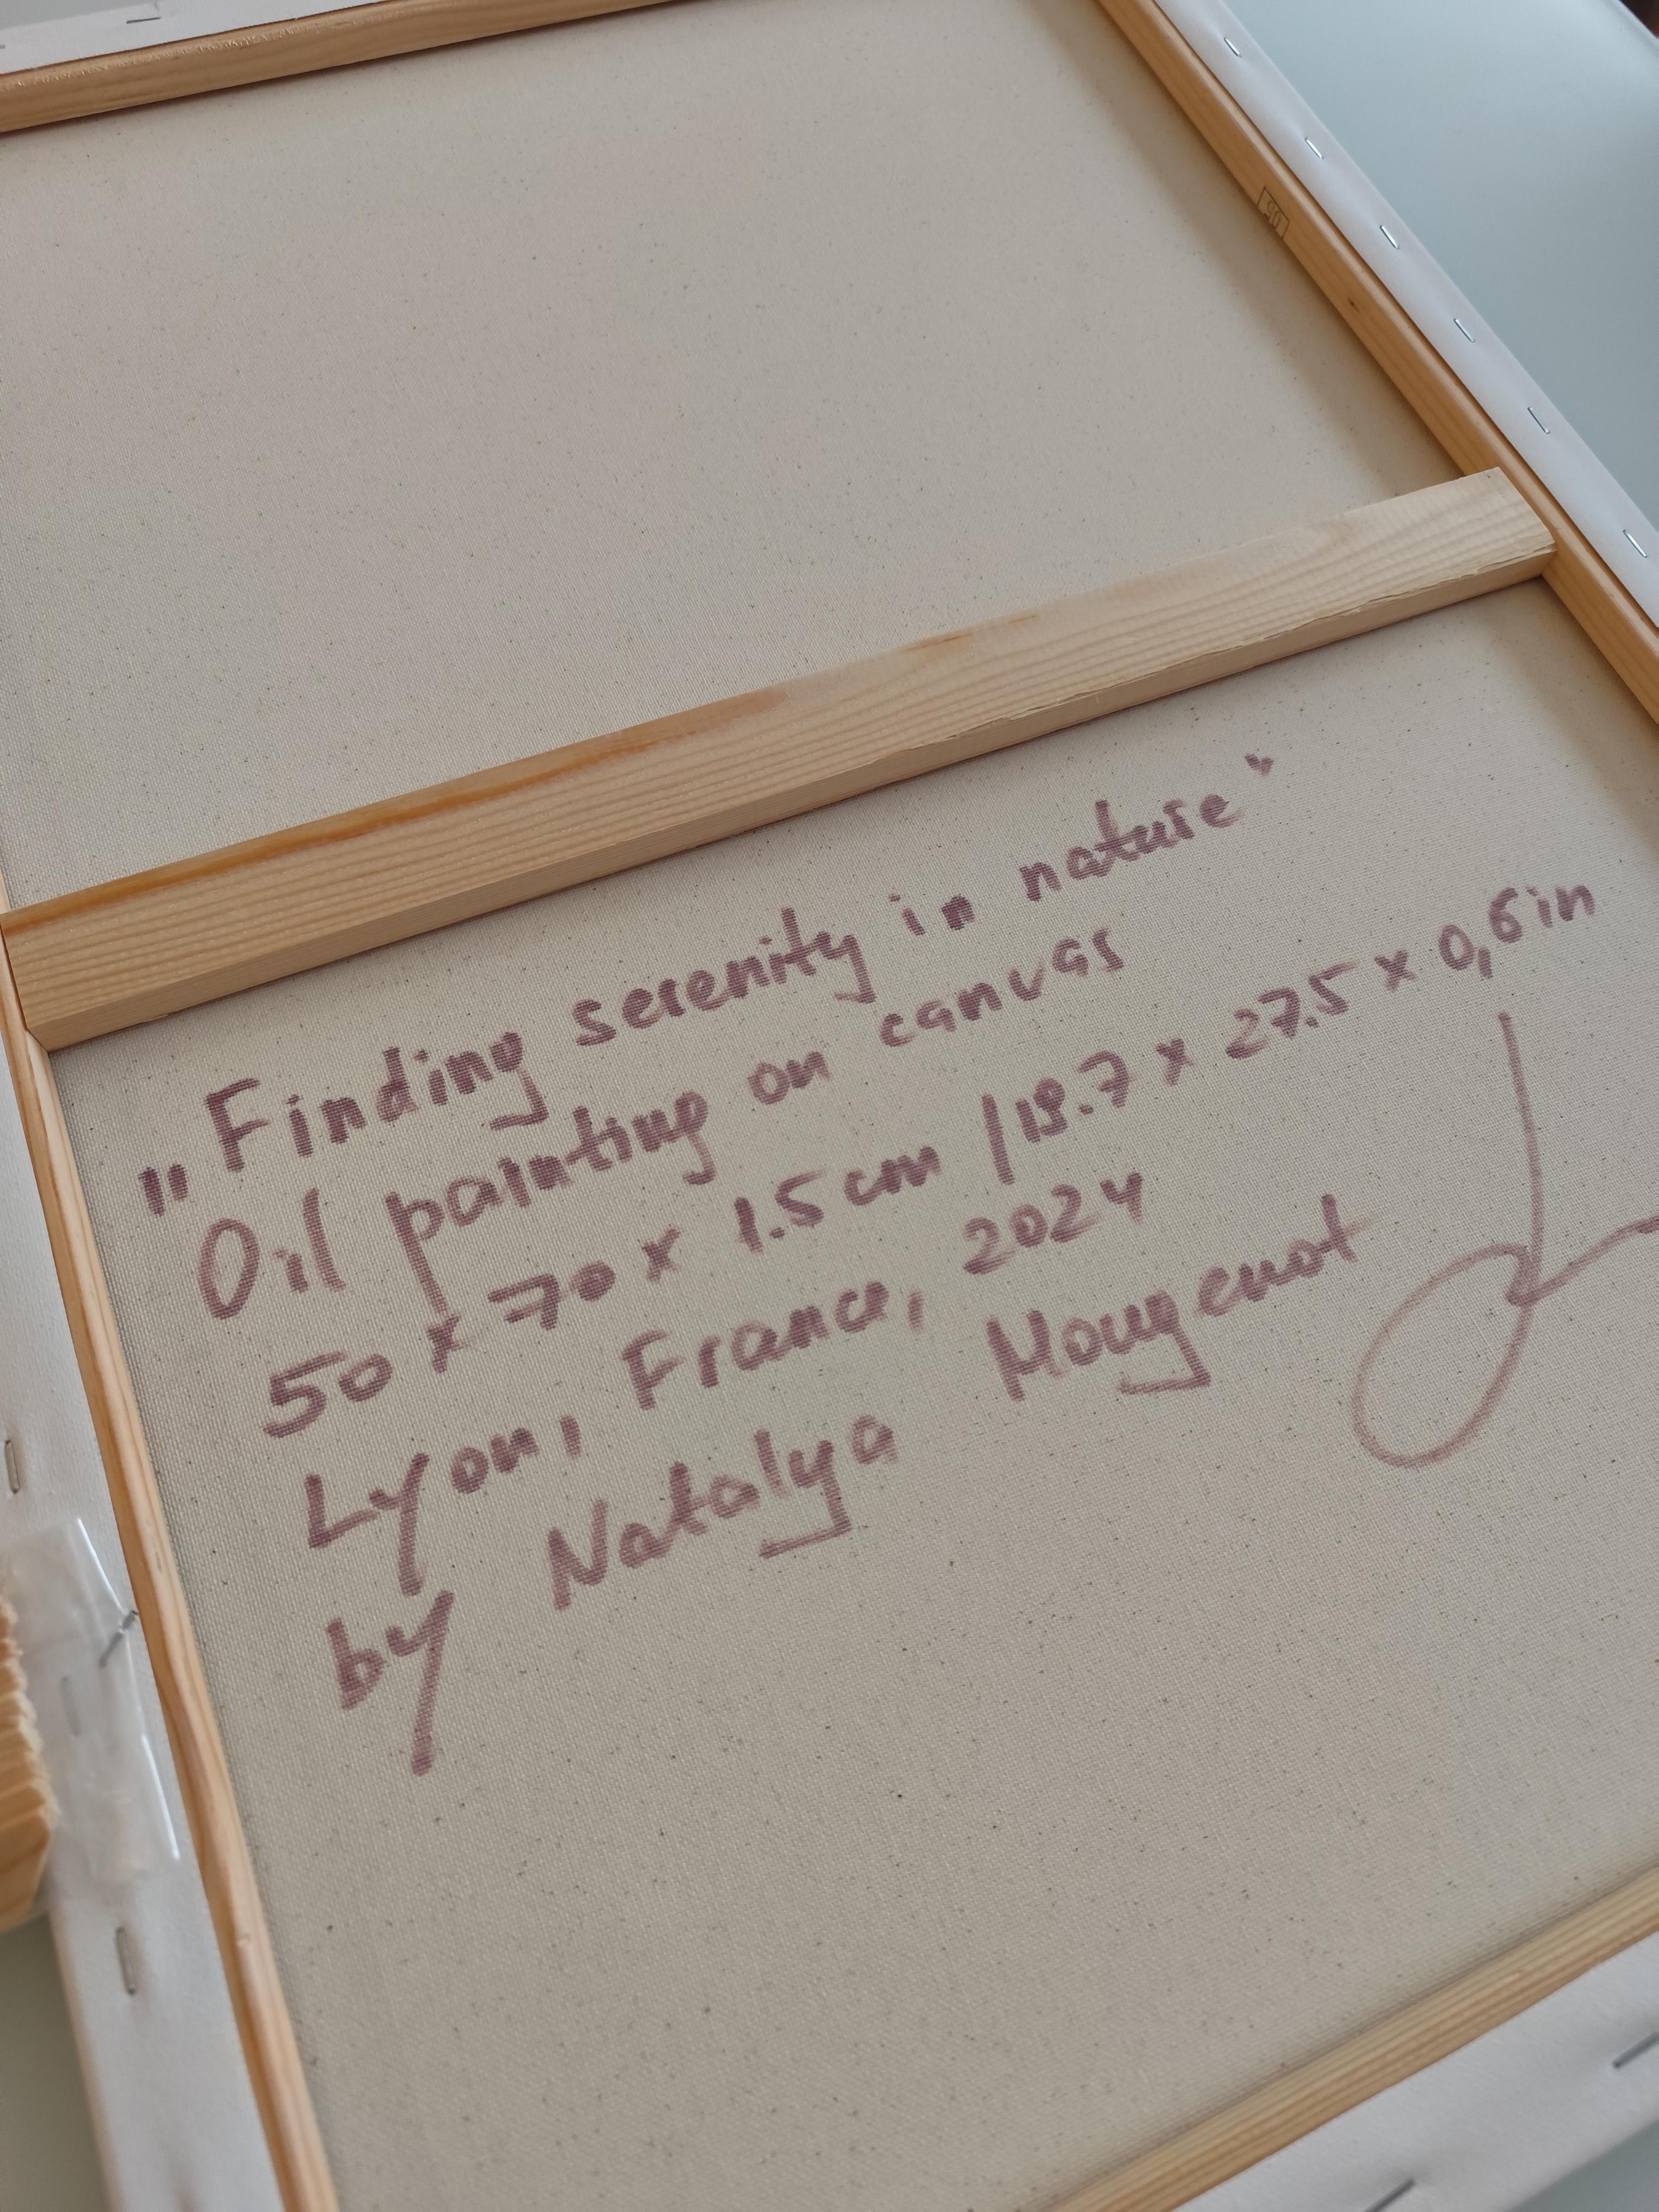 „Finding serenity in nature"
Oil painting on canvas
50 x 70 x 1.5 cm / 19.7 x 27.5 x 0,6 in
Lyon, France, 2024
by Natalya Mougenot